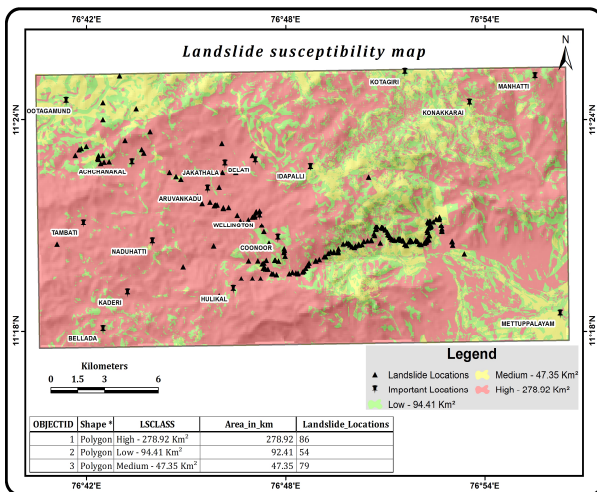 76°42'E 76°48'E 76°54'E
Landslide susceptibility map
N
KOTAGIRI
MANHATTI
OOTAGAMUND
KONAKKARAI
11°24'N 11°24'N
ACHCHANAKAL
JAKATHALA
DELATI
IDAPALLI
ARUVANKADU
WELLINGTON
TAMBATI
NADUHATTI
COONOOR
KADERI
HULIKAL
METTUPPALAYAM
BELLADA
11°18'N 11°18'N
Kilometers
0 1.5 3 6
Legend
Landslide Locations Medium - 47.35 Km²
Important Locations High - 278.92 Km²
Low - 94.41 Km²
OBJECTID Shape * LSCLASS Area_in_km Landslide_Locations
1 Polygon High - 278.92 Km² 278.92 86
2 Polygon Low - 94.41 Km² 92.41 54
3 Polygon Medium - 47.35 Km² 47.35 79
76°42'E 76°48'E 76°54'E